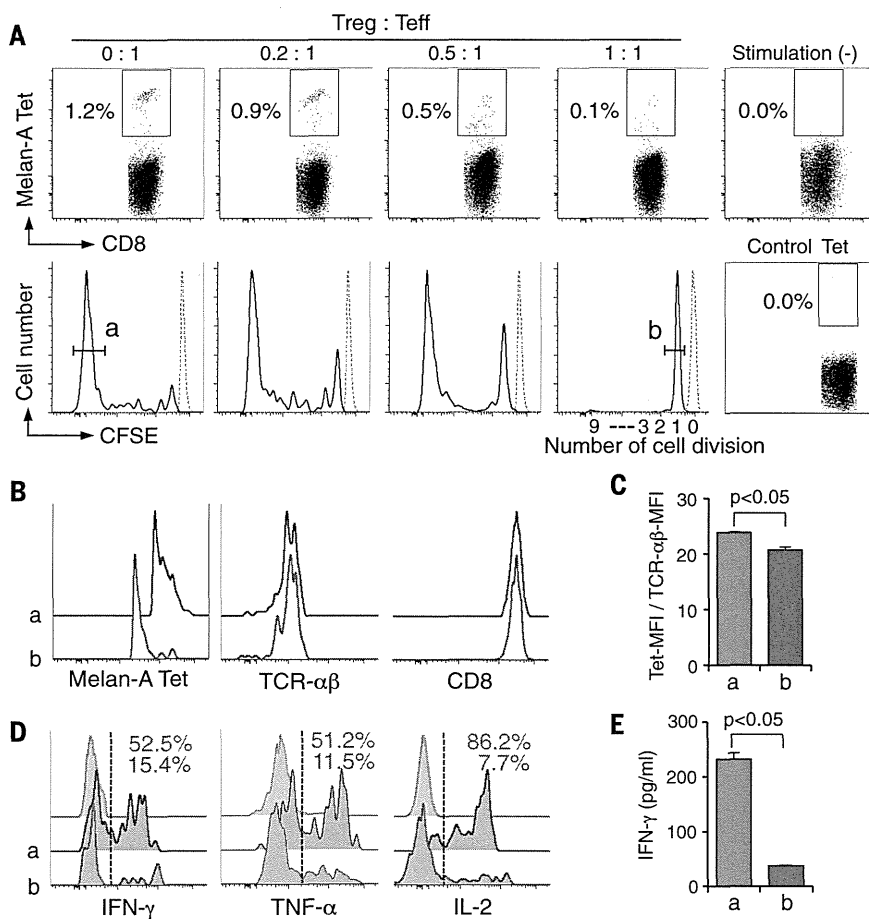 A
Treg : Teff
0 : 1 0.2 : 1 0.5 : 1 1 : 1 Stimulation (-)
1.2% 0.9% 0.5% 0.1% 0.0%
Melan-A Tet
CD8
Control Tet
0.0%
Cell number
a b
CFSE
9 ---3 2 1 0
Number of cell division
B
a
b
Melan-A Tet TCR-αβ CD8
C
p<0.05
Tet-MFI / TCR-αβ-MFI
30
20
10
0
a b
D
52.5% 51.2% 86.2%
15.4% 11.5% 7.7%
a
b
IFN-γ TNF-α IL-2
E
p<0.05
IFN-γ (pg/ml)
300
200
100
0
a b